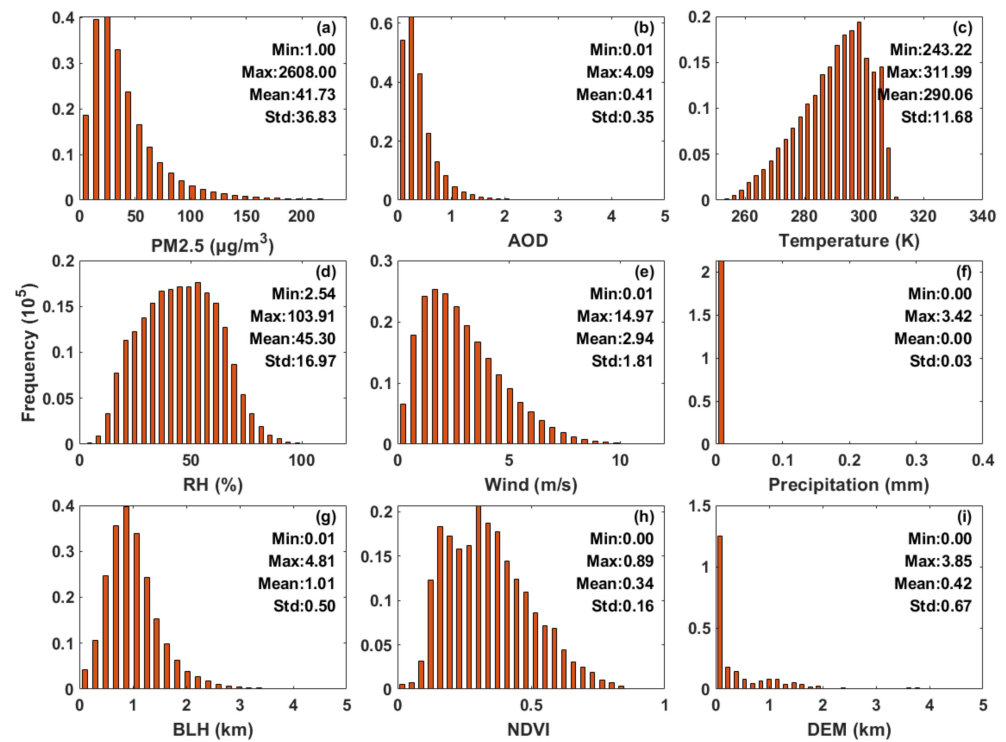 (a)
Min:1.00
Max:2608.00
Mean:41.73
Std:36.83
0.4
0.3
0.2
0.1
0
0 50 100 150 200
PM2.5 (µg/m³)
(b)
Min:0.01
Max:4.09
Mean:0.41
Std:0.35
0.6
0.4
0.2
0
0 1 2 3 4 5
AOD
(c)
Min:243.22
Max:311.99
Mean:290.06
Std:11.68
0.2
0.15
0.1
0.05
0
260 280 300 320 340
Temperature (K)
Frequency (10⁵)
(d)
Min:2.54
Max:103.91
Mean:45.30
Std:16.97
0.2
0.15
0.1
0.05
0
0 50 100
RH (%)
(e)
Min:0.01
Max:14.97
Mean:2.94
Std:1.81
0.3
0.2
0.1
0
0 5 10
Wind (m/s)
(f)
Min:0.00
Max:3.42
Mean:0.00
Std:0.03
2
1.5
1
0.5
0
0 0.1 0.2 0.3 0.4
Precipitation (mm)
(g)
Min:0.01
Max:4.81
Mean:1.01
Std:0.50
0.4
0.3
0.2
0.1
0
0 1 2 3 4 5
BLH (km)
(h)
Min:0.00
Max:0.89
Mean:0.34
Std:0.16
0.2
0.15
0.1
0.05
0
0 0.5 1
NDVI
(i)
Min:0.00
Max:3.85
Mean:0.42
Std:0.67
1.5
1
0.5
0
0 1 2 3 4 5
DEM (km)